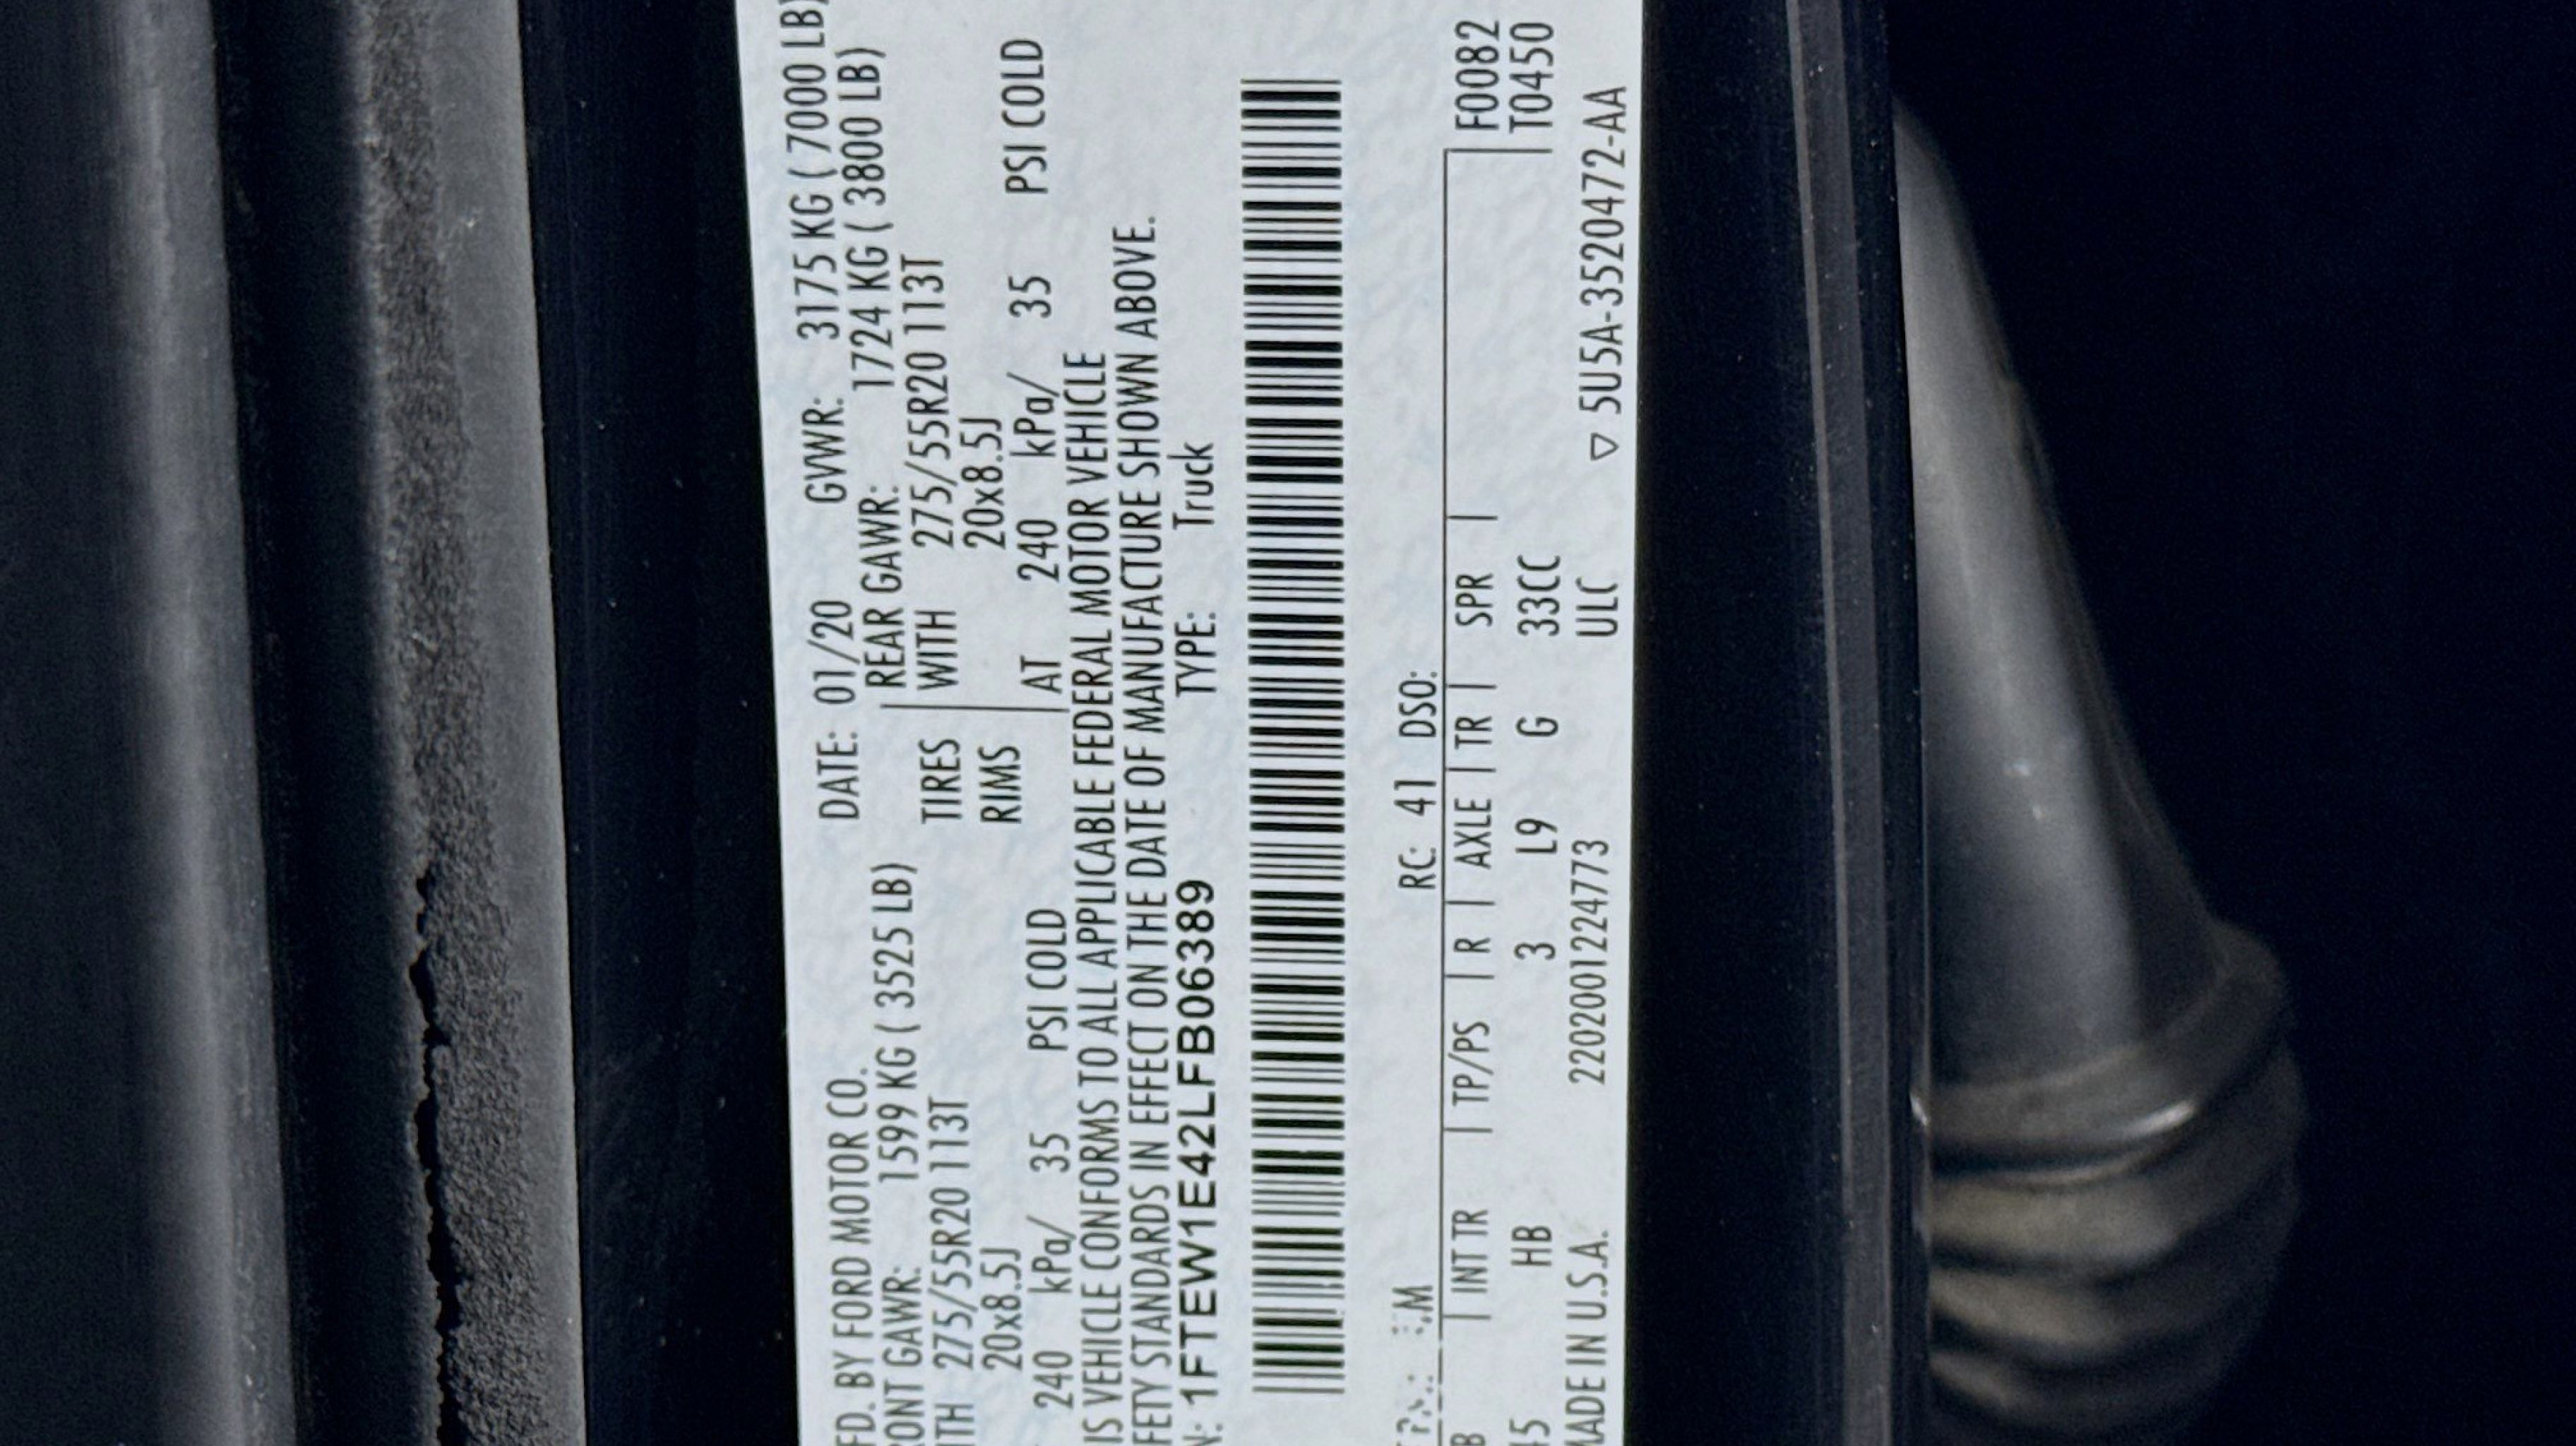 FD. BY FORD MOTOR CO. DATE: 01/20 GVWR: 3175 KG ( 7000 LB)
RONT GAWR: 1599 KG ( 3525 LB) REAR GAWR: 1724 KG ( 3800 LB)
ITH 275/55R20 113T TIRES WITH 275/55R20 113T
20x8.5J RIMS 20x8.5J
240 kPa/ 35 PSI COLD AT 240 kPa/ 35 PSI COLD
IS VEHICLE CONFORMS TO ALL APPLICABLE FEDERAL MOTOR VEHICLE
FETY STANDARDS IN EFFECT ON THE DATE OF MANUFACTURE SHOWN ABOVE.
N: 1FTEW1E42LFB06389 TYPE: Truck
RC: 41 DSO:
B | INT TR | TP/PS | R | AXLE | TR | SPR | F0082
45 HB 3 L9 G 33CC T0450
MADE IN U.S.A. 2202001224773 ULC ▽ 5U5A-3520472-AA